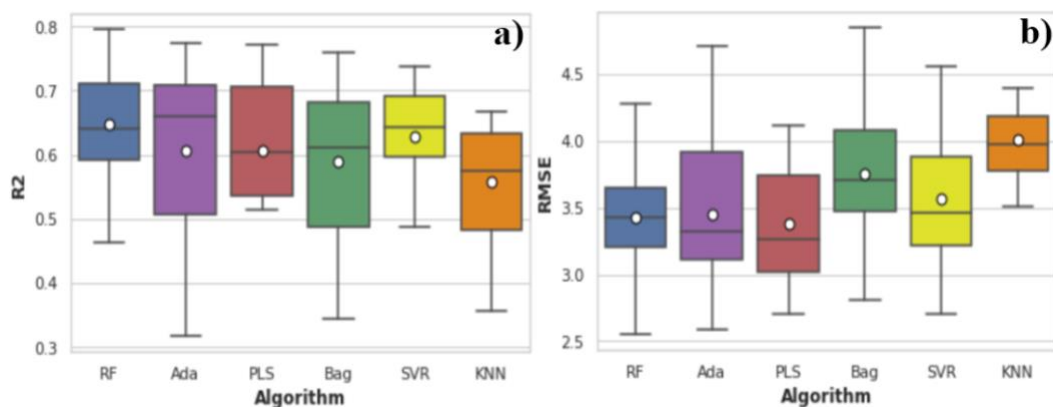 a)
R2
0.8
0.7
0.6
0.5
0.4
0.3
RF Ada PLS Bag SVR KNN
Algorithm
b)
RMSE
4.5
4.0
3.5
3.0
2.5
RF Ada PLS Bag SVR KNN
Algorithm